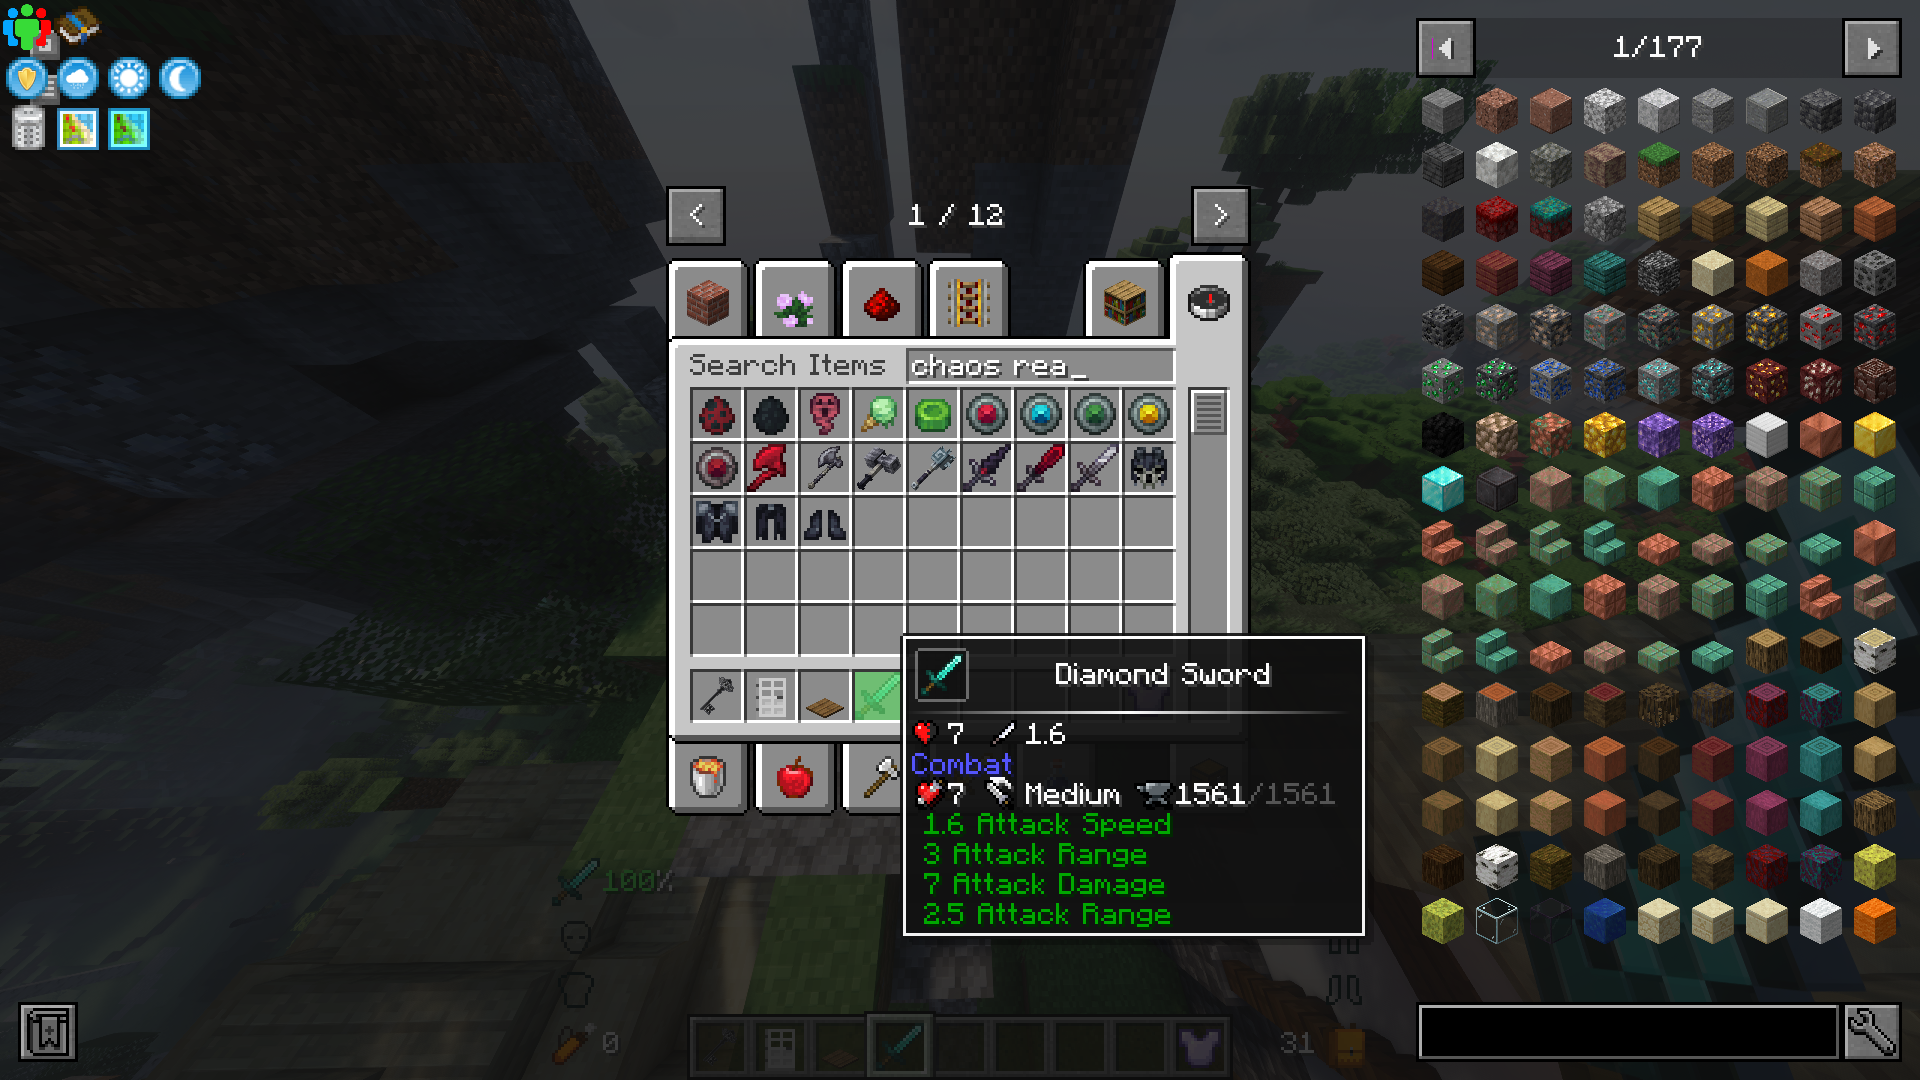 1/177
1 / 12
Search Items
chaos rea_
Diamond Sword
7 1.6
Combat
7 Medium 1561/1561
1.6 Attack Speed
3 Attack Range
7 Attack Damage
2.5 Attack Range
100%
0
31